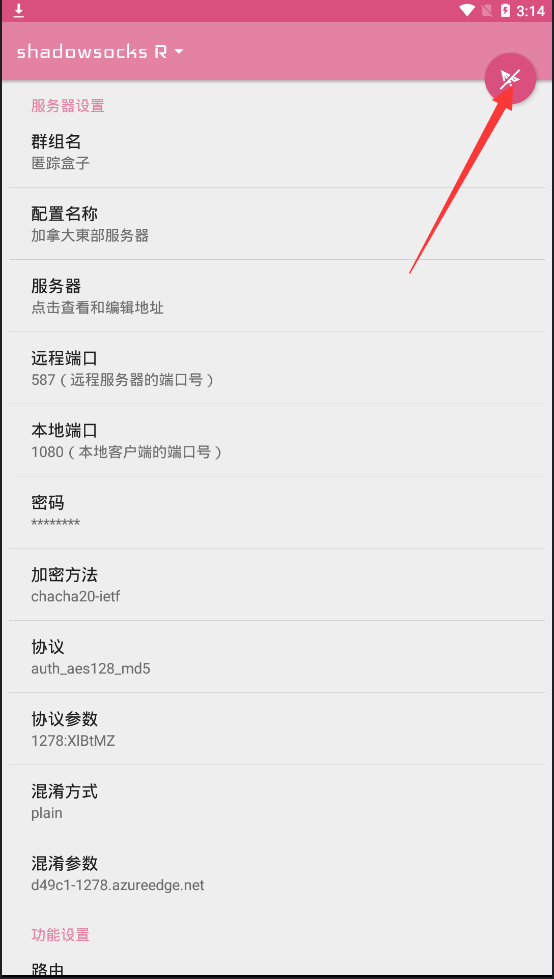 3:14
shadowsocks R
服务器设置
群组名
匿踪盒子
配置名称
加拿大東部服务器
服务器
点击查看和编辑地址
远程端口
587（远程服务器的端口号）
本地端口
1080（本地客户端的端口号）
密码
********
加密方法
chacha20-ietf
协议
auth_aes128_md5
协议参数
1278:XlBtMZ
混淆方式
plain
混淆参数
d49c1-1278.azureedge.net
功能设置
路由